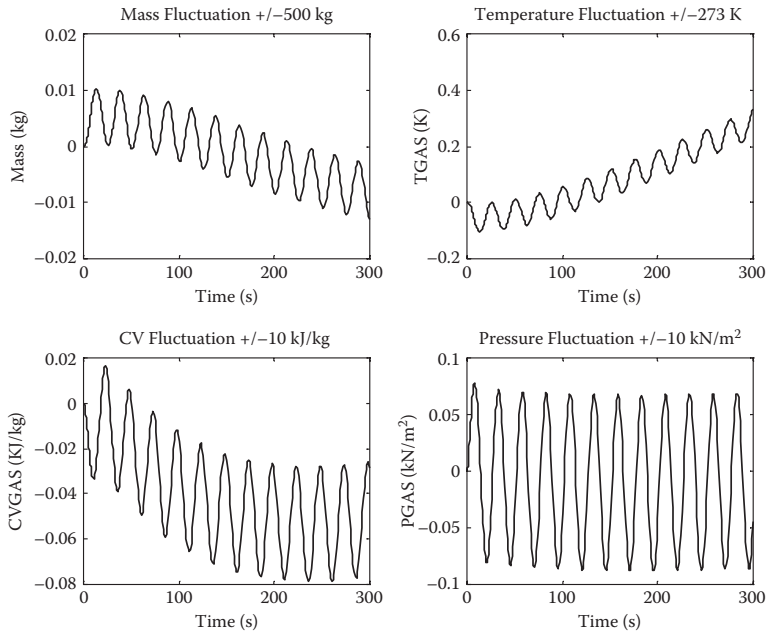 Mass Fluctuation +/−500 kg
0.02
0.01
0
−0.01
−0.02
Mass (kg)
0 100 200 300
Time (s)
Temperature Fluctuation +/−273 K
0.6
0.4
0.2
0
−0.2
TGAS (K)
0 100 200 300
Time (s)
CV Fluctuation +/−10 kJ/kg
0.02
0
−0.02
−0.04
−0.06
−0.08
CVGAS (KJ/kg)
0 100 200 300
Time (s)
Pressure Fluctuation +/−10 kN/m²
0.1
0.05
0
−0.05
−0.1
PGAS (kN/m²)
0 100 200 300
Time (s)